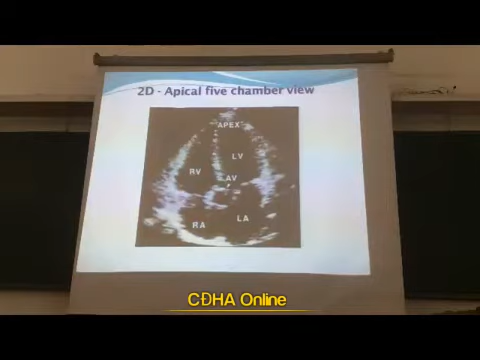 2D - Apical five chamber view
APEX
LV
RV
AV
RA
LA
CĐHA Online